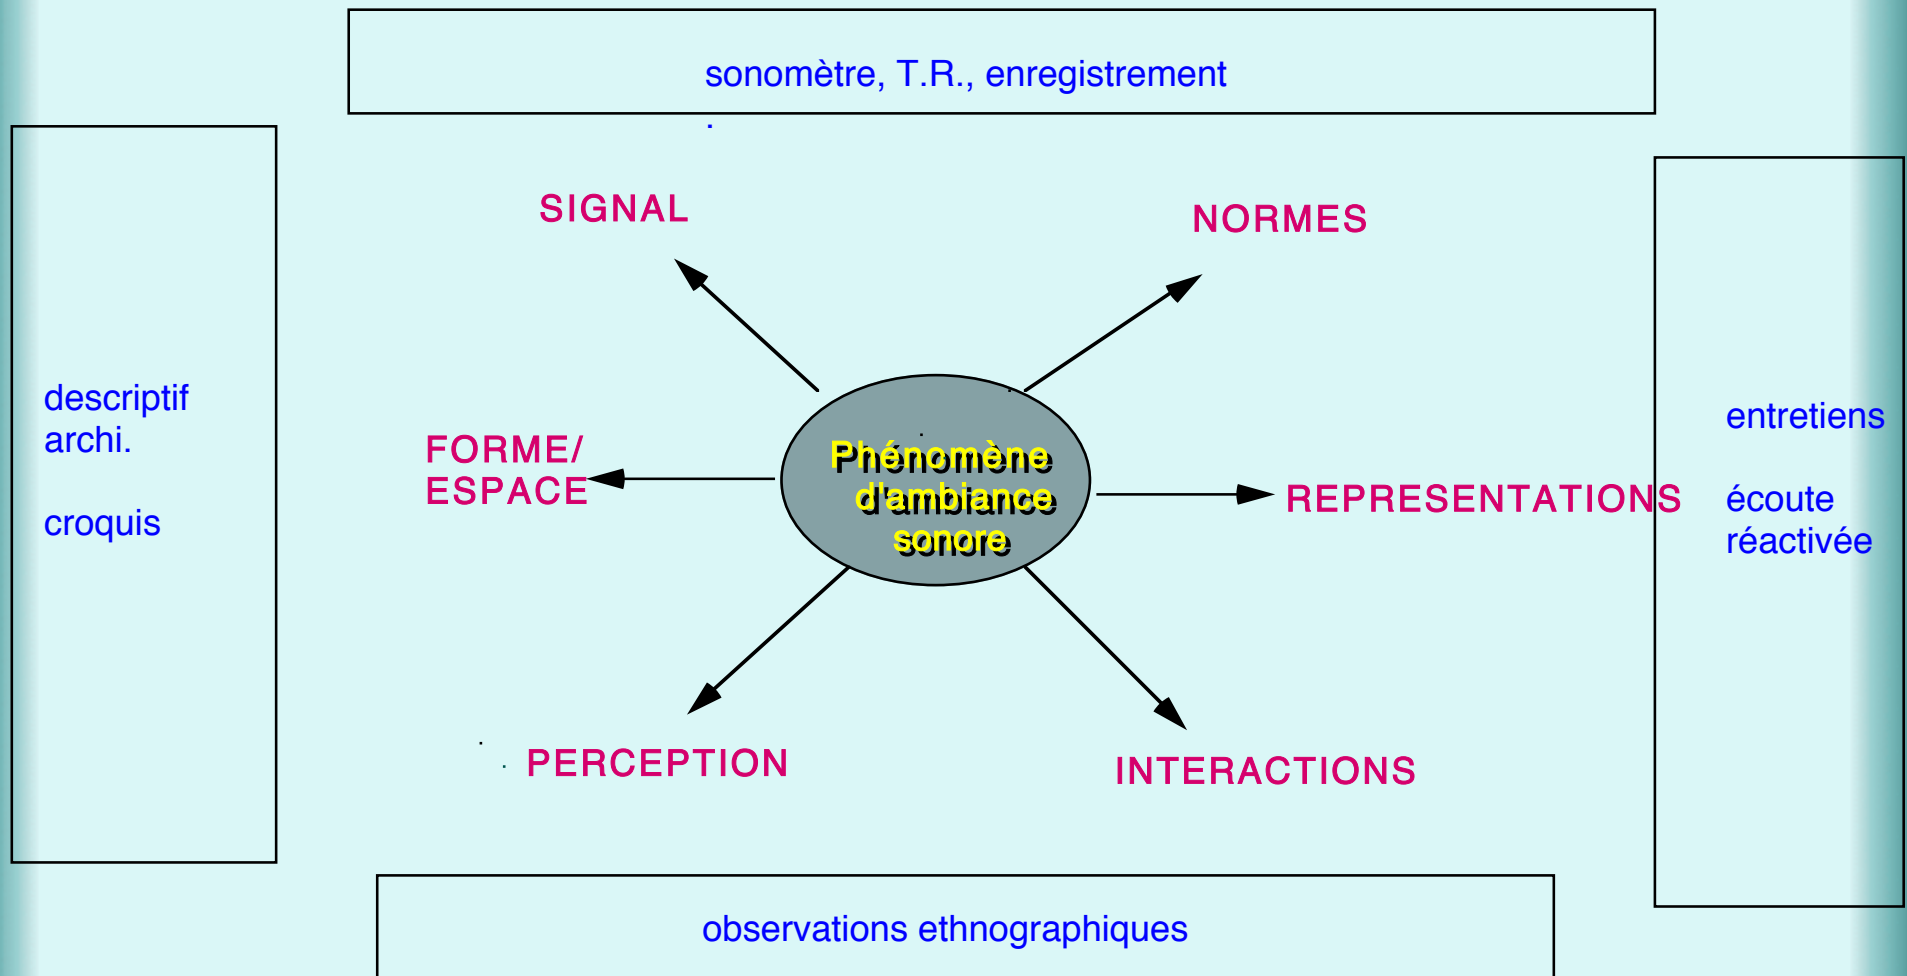 sonomètre, T.R., enregistrement
SIGNAL
NORMES
descriptif
archi.
croquis
FORME/
ESPACE
Phénomène
d'ambiance
sonore
REPRESENTATIONS
entretiens
écoute
réactivée
PERCEPTION
INTERACTIONS
observations ethnographiques